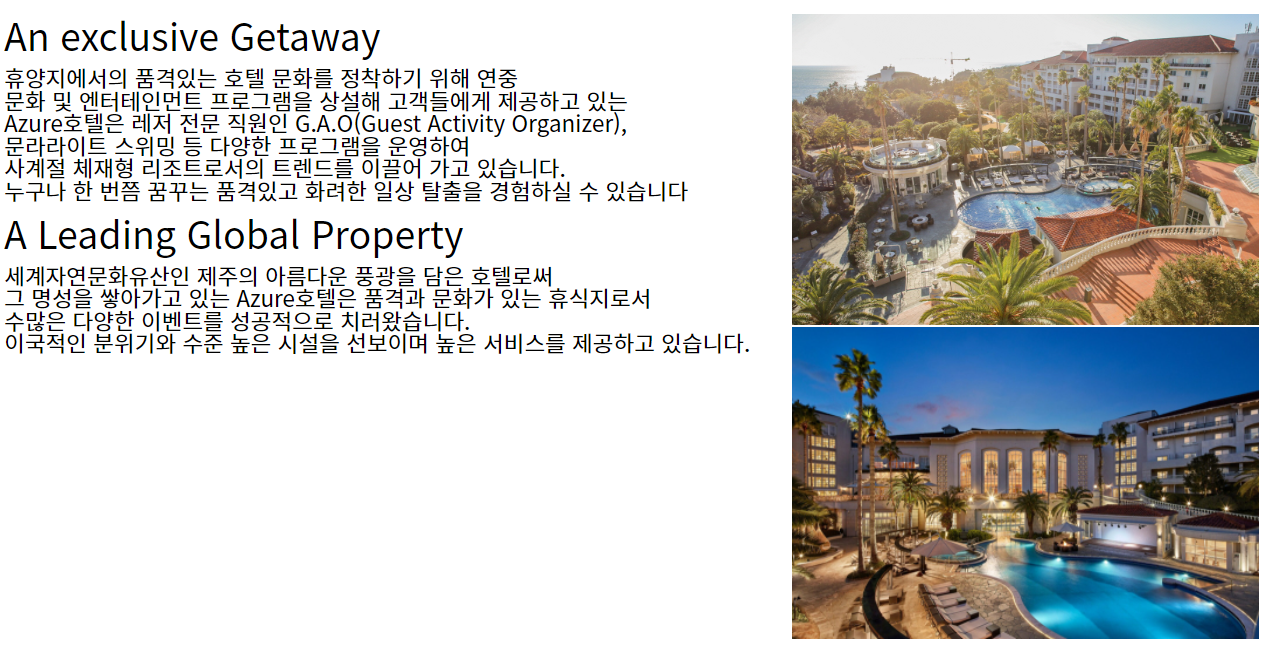 An exclusive Getaway
휴양지에서의 품격있는 호텔 문화를 정착하기 위해 연중
문화 및 엔터테인먼트 프로그램을 상설해 고객들에게 제공하고 있는
Azure호텔은 레저 전문 직원인 G.A.O(Guest Activity Organizer),
문라라이트 스위밍 등 다양한 프로그램을 운영하여
사계절 체재형 리조트로서의 트렌드를 이끌어 가고 있습니다.
누구나 한 번쯤 꿈꾸는 품격있고 화려한 일상 탈출을 경험하실 수 있습니다
A Leading Global Property
세계자연문화유산인 제주의 아름다운 풍광을 담은 호텔로써
그 명성을 쌓아가고 있는 Azure호텔은 품격과 문화가 있는 휴식지로서
수많은 다양한 이벤트를 성공적으로 치러왔습니다.
이국적인 분위기와 수준 높은 시설을 선보이며 높은 서비스를 제공하고 있습니다.